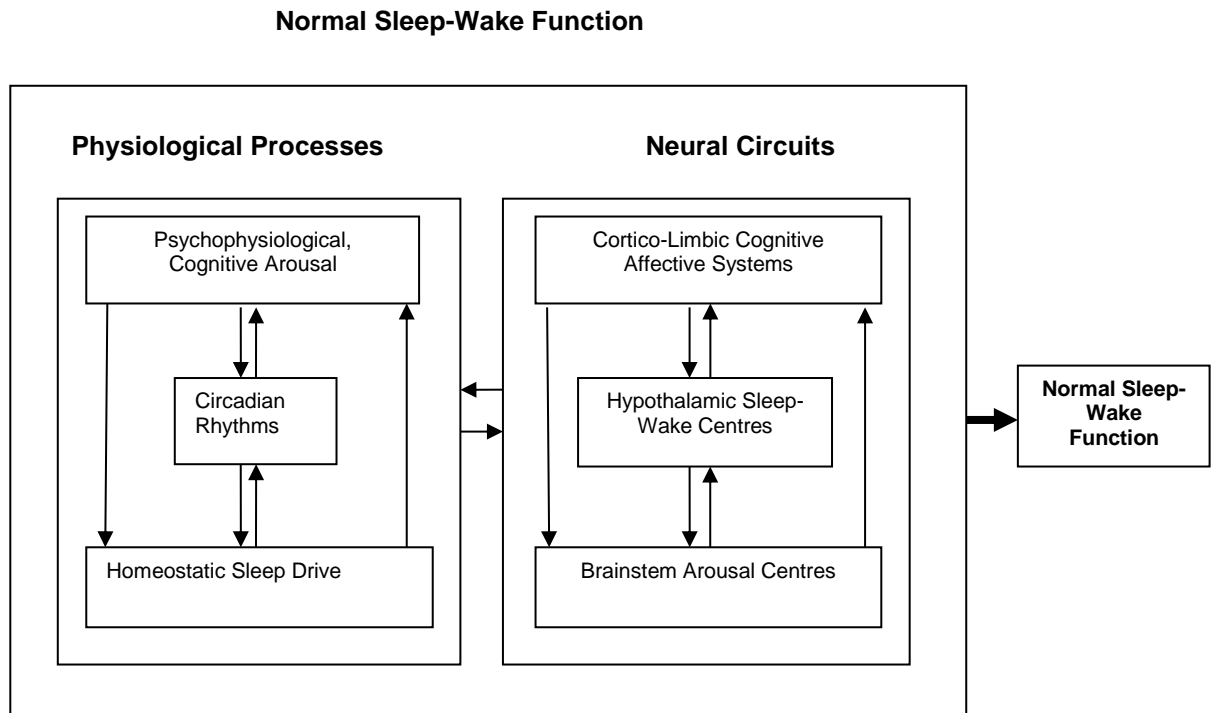 Normal Sleep-Wake Function
Physiological Processes
Psychophysiological,
Cognitive Arousal
Circadian
Rhythms
Homeostatic Sleep Drive
Neural Circuits
Cortico-Limbic Cognitive
Affective Systems
Hypothalamic Sleep-
Wake Centres
Brainstem Arousal Centres
Normal Sleep-
Wake
Function